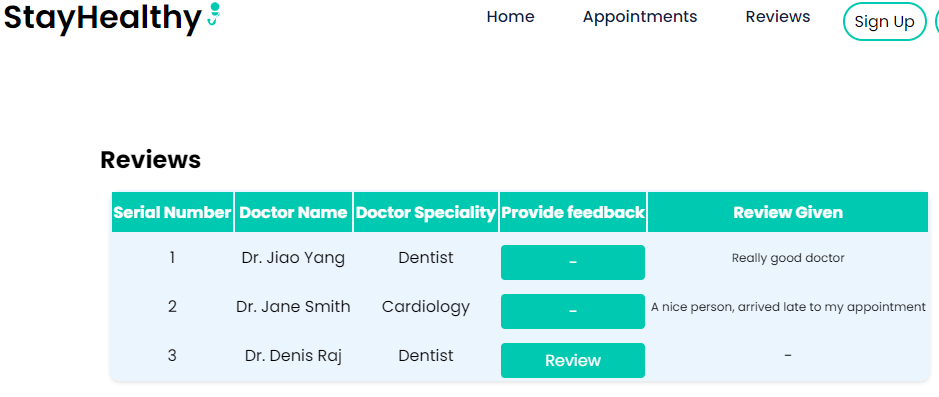 StayHealthy Home Appointments Reviews Sign Up
Reviews
Serial Number Doctor Name Doctor Speciality Provide feedback Review Given
1 Dr. Jiao Yang Dentist - Really good doctor
2 Dr. Jane Smith Cardiology - A nice person, arrived late to my appointment
3 Dr. Denis Raj Dentist Review -